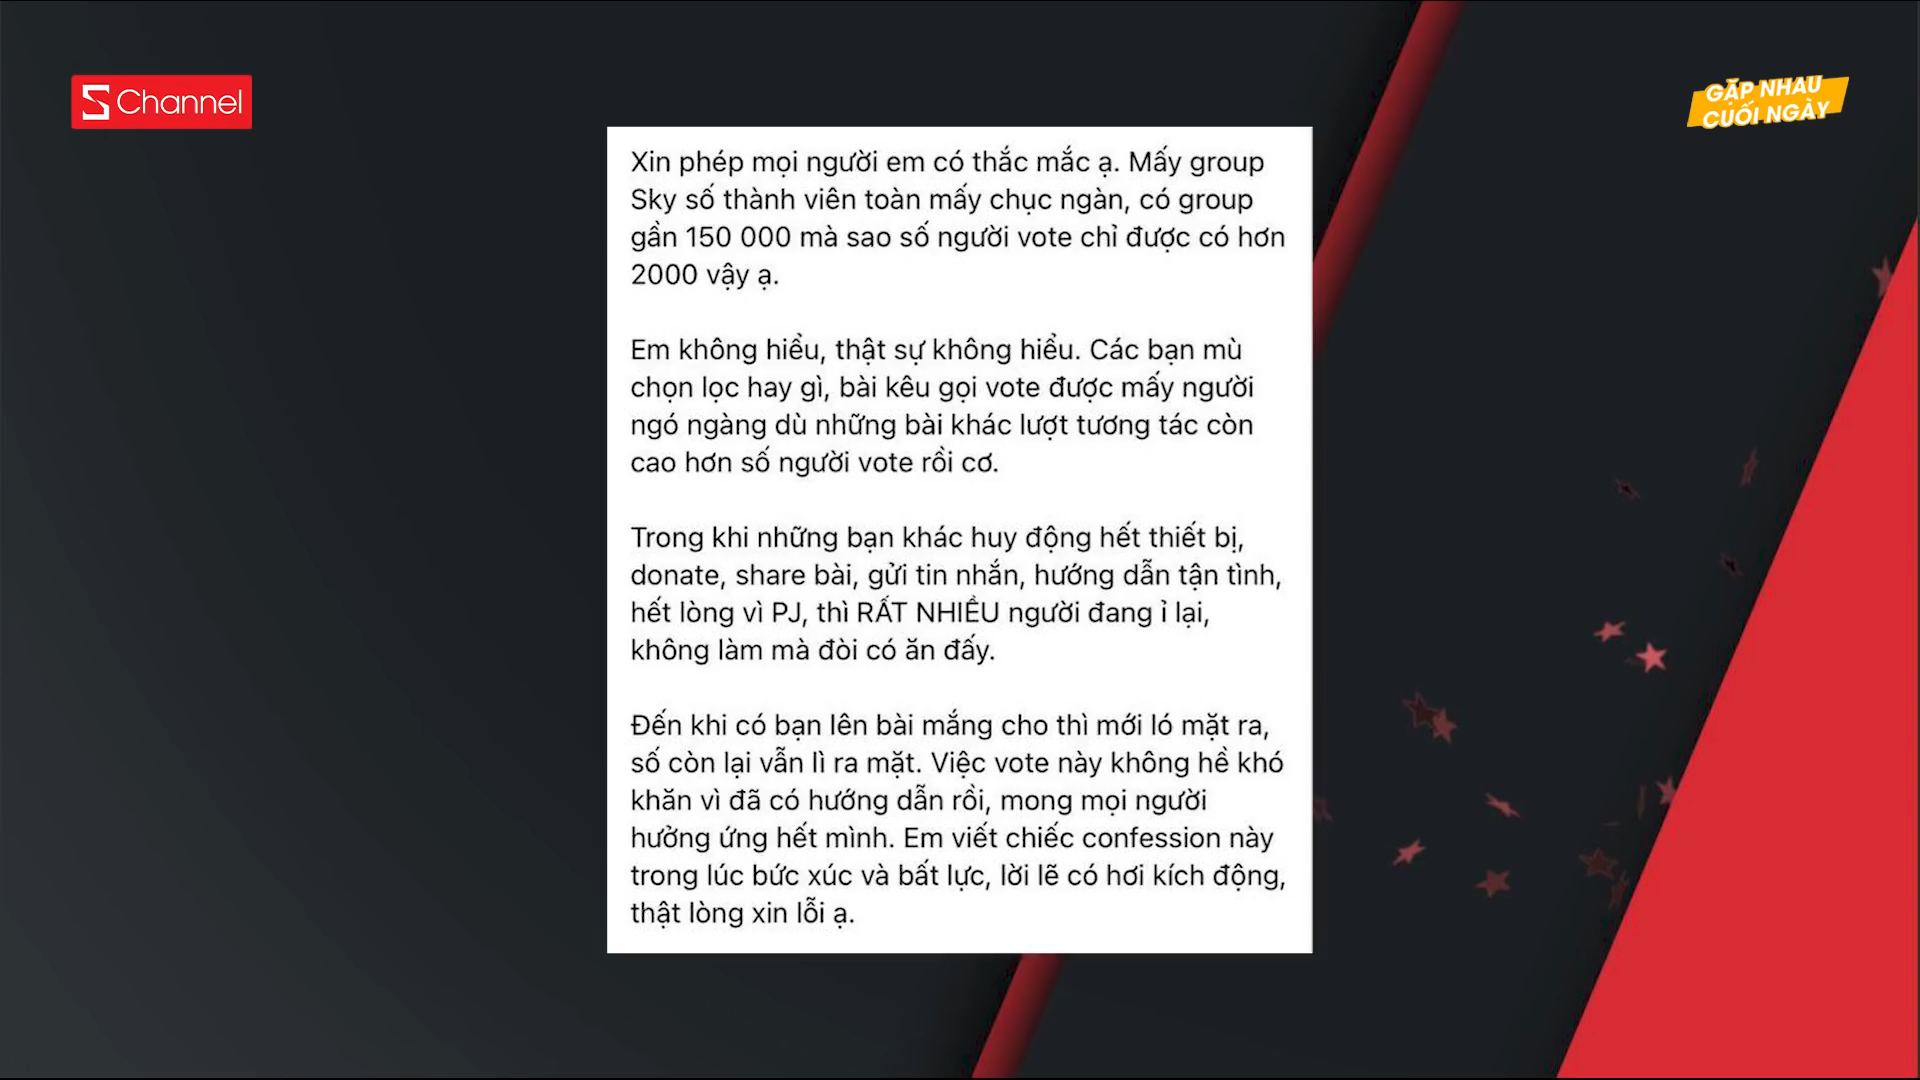 S Channel
GẶP NHAU
CUỐI NGÀY
Xin phép mọi người em có thắc mắc ạ. Mấy group
Sky số thành viên toàn mấy chục ngàn, có group
gần 150 000 mà sao số người vote chỉ được có hơn
2000 vậy ạ.
Em không hiểu, thật sự không hiểu. Các bạn mù
chọn lọc hay gì, bài kêu gọi vote được mấy người
ngó ngàng dù những bài khác lượt tương tác còn
cao hơn số người vote rồi cơ.
Trong khi những bạn khác huy động hết thiết bị,
donate, share bài, gửi tin nhắn, hướng dẫn tận tình,
hết lòng vì PJ, thì RẤT NHIỀU người đang ỉ lại,
không làm mà đòi có ăn đấy.
Đến khi có bạn lên bài mắng cho thì mới ló mặt ra,
số còn lại vẫn lì ra mặt. Việc vote này không hề khó
khăn vì đã có hướng dẫn rồi, mong mọi người
hưởng ứng hết mình. Em viết chiếc confession này
trong lúc bức xúc và bất lực, lời lẽ có hơi kích động,
thật lòng xin lỗi ạ.